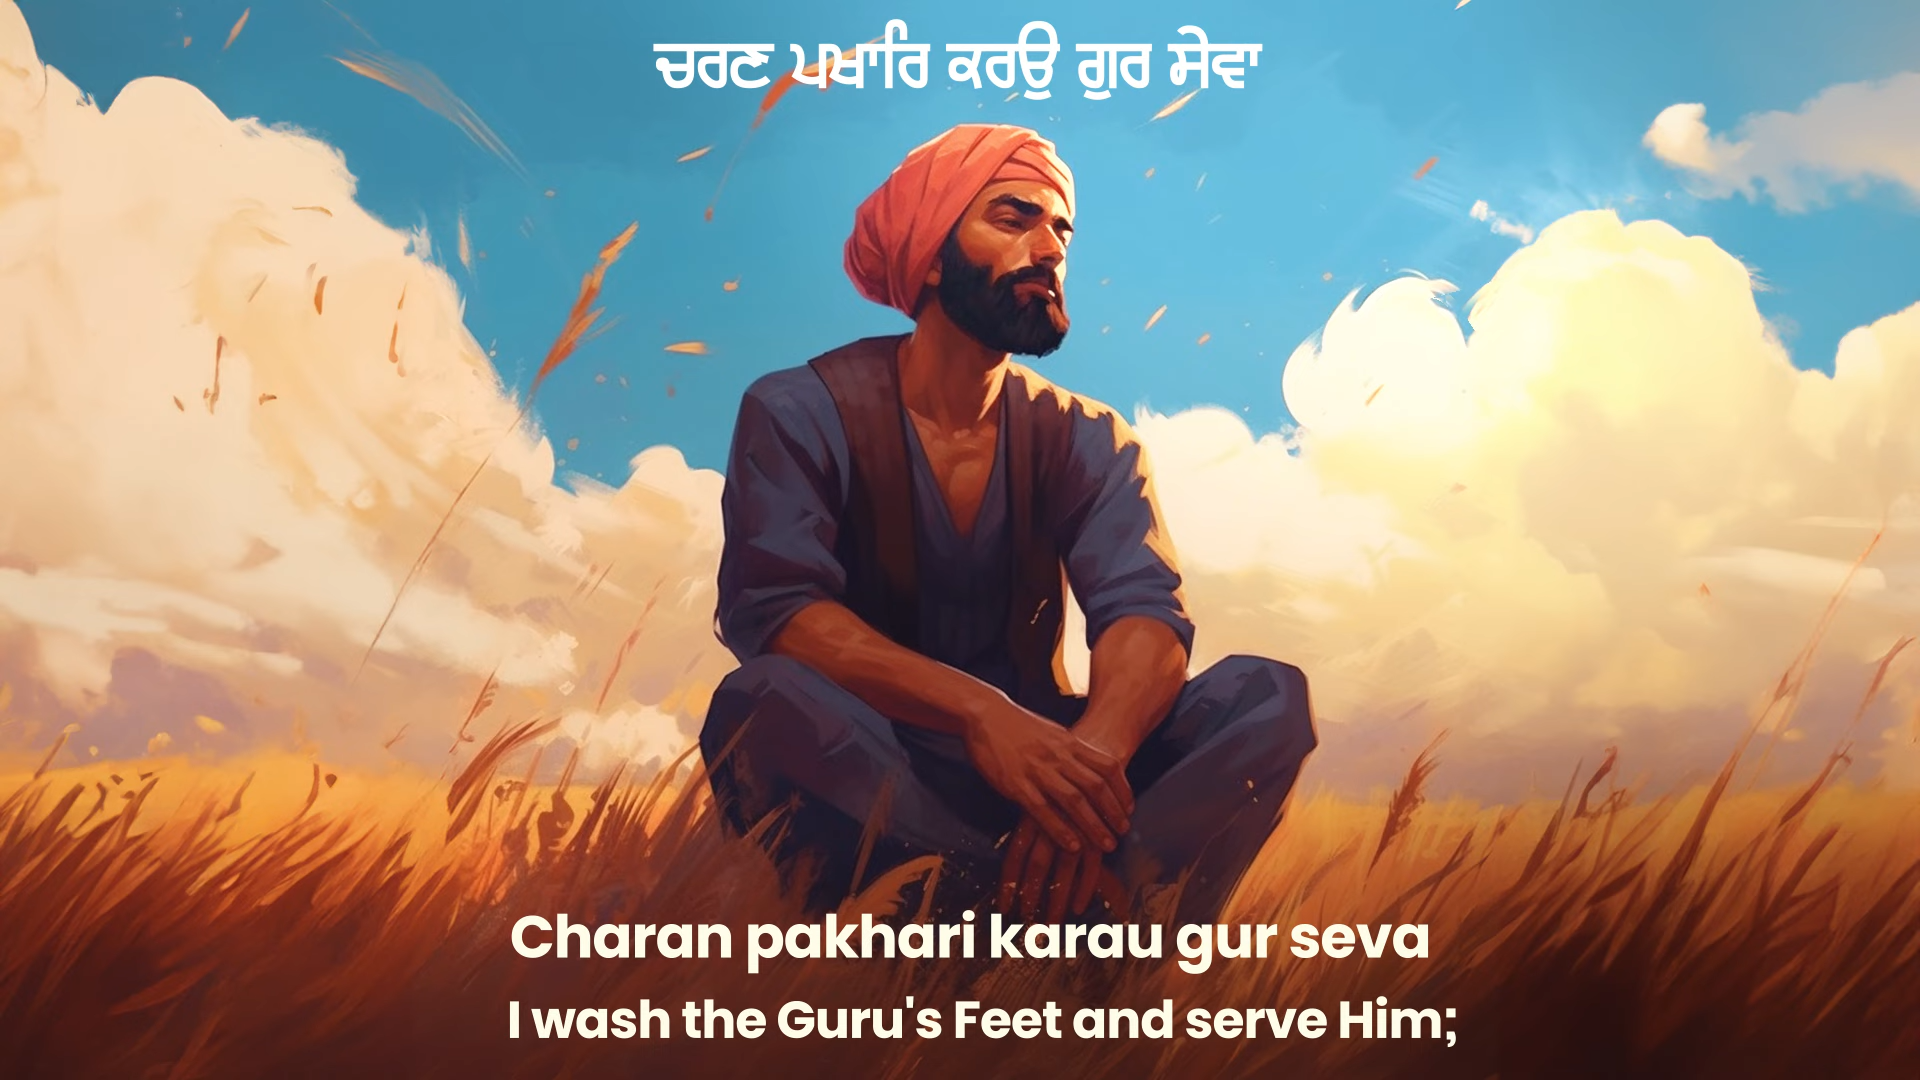 ਚਰਣ ਪਖਾਰਿ ਕਰਉ ਗੁਰ ਸੇਵਾ
Charan pakhari karau gur seva
I wash the Guru's Feet and serve Him;